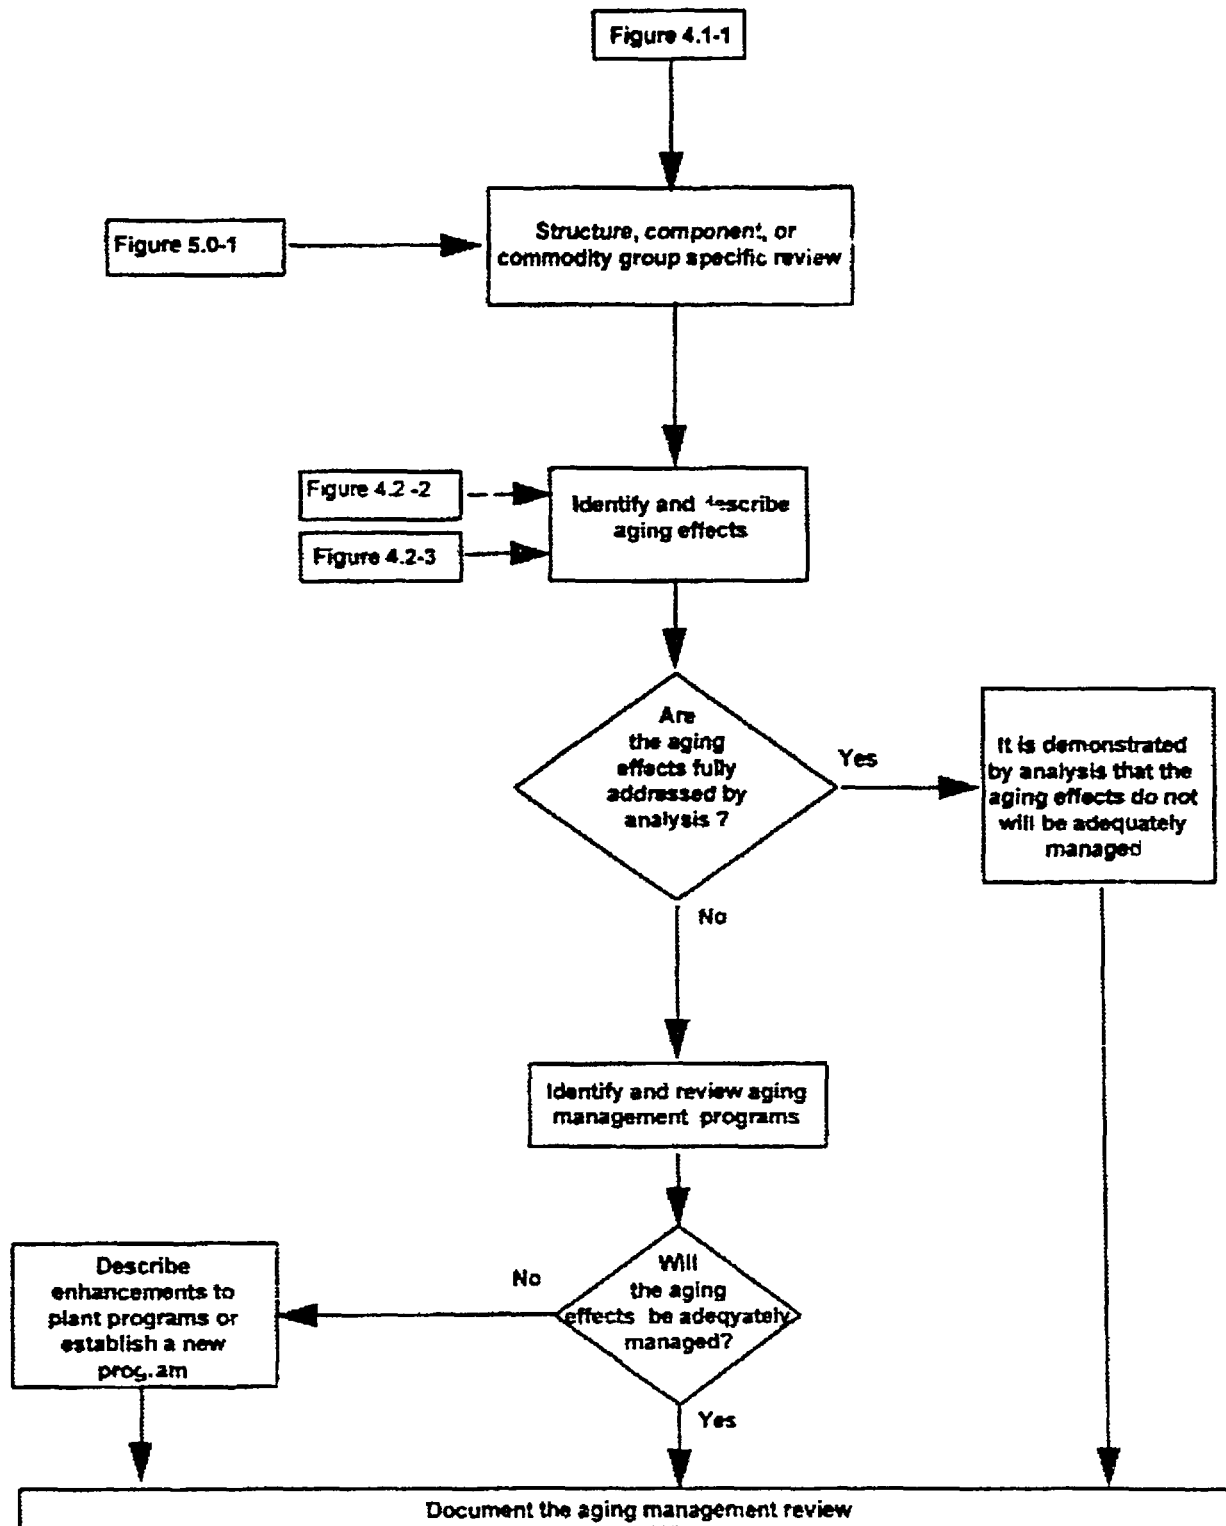 Figure 4.1-1
Figure 5.0-1
Structure, component, or
commodity group specific review
Figure 4.2 -2
Figure 4.2-3
Identify and describe
aging effects
Are
the aging
effects fully
addressed by
analysis ?
Yes
It is demonstrated
by analysis that the
aging effects do not
will be adequately
managed
No
Identify and review aging
management programs
Describe
enhancements to
plant programs or
establish a new
program
No
Will
the aging
effects be adeqyately
managed?
Yes
Document the aging management review